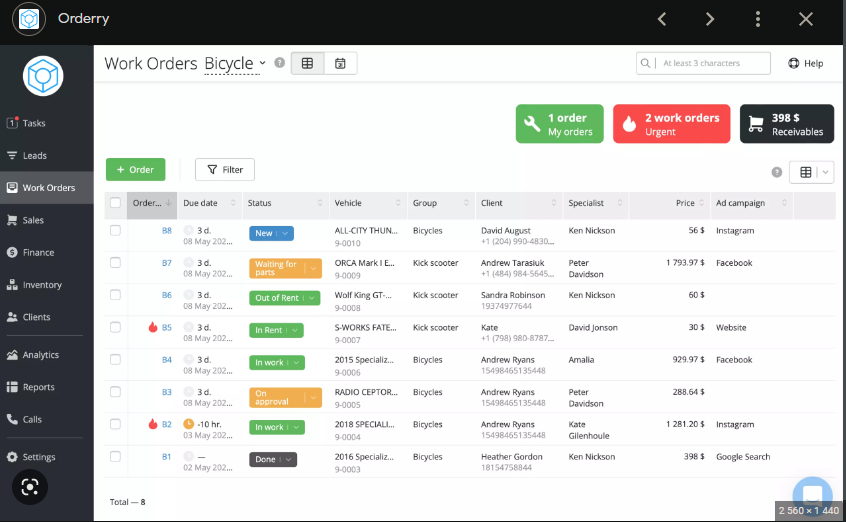 Orderry
Work Orders Bicycle
At least 3 characters
Help
1 order
My orders
2 work orders
Urgent
398 $
Receivables
1
Tasks
Leads
Work Orders
Sales
Finance
Inventory
Clients
Analytics
Reports
Calls
Settings
+ Order
Filter
Order... Due date Status Vehicle Group Client Specialist Price Ad campaign
B8 3 d. New ALL-CITY THUN... Bicycles David August Ken Nickson 56 $ Instagram
08 May 202... 9-0010 +1 (204) 990-4830...
B7 3 d. Waiting for parts ORCA Mark I E... Kick scooter Andrew Tarasiuk Peter Davidson 1 793.97 $ Facebook
08 May 202... 9-0009 +1 (484) 984-5645...
B6 3 d. Out of Rent Wolf King GT-... Kick scooter Sandra Robinson Ken Nickson 60 $
08 May 202... 9-0008 19374977644
B5 3 d. In Rent S-WORKS FATE... Kick scooter Kate David Jonson 30 $ Website
08 May 202... 9-0007 +1 (798) 980-8787...
B4 3 d. In work 2015 Specializ... Bicycles Andrew Ryans Amalia 929.97 $ Facebook
08 May 202... 9-0006 15498465135448
B3 3 d. On approval RADIO CEPTOR... Bicycles Andrew Ryans Peter Davidson 288.64 $
08 May 202... 9-0005 15498465135448
B2 -10 hr. In work 2018 SPECIALI... Bicycles Andrew Ryans Kate Gilenhoule 1 281.20 $ Instagram
03 May 202... 9-0004 15498465135448
B1 — Done 2016 Specializ... Bicycles Heather Gordon Ken Nickson 398 $ Google Search
02 May 202... 9-0003 18154758844
Total — 8
2 560 × 1 440